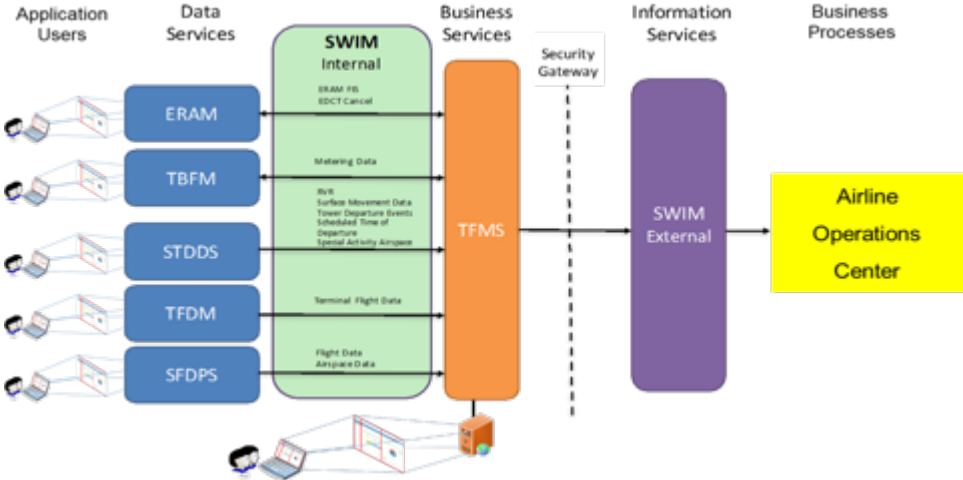 Application
Users
Data
Services
SWIM
Internal
Business
Services
Security
Gateway
Information
Services
Business
Processes
ERAM
ERAM FIS
EDCT Cancel
TBFM
Metering Data
STDDS
RVR
Surface Movement Data
Tower Departure Events
Scheduled Time of
Departure
Special Activity Airspace
TFDM
Terminal Flight Data
SFDPS
Flight Data
Airspace Data
TFMS
SWIM
External
Airline
Operations
Center